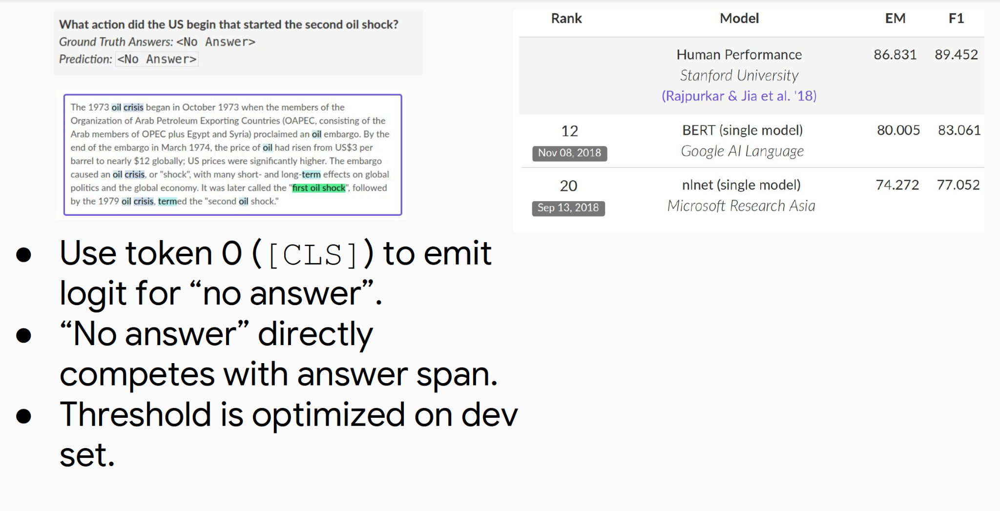 What action did the US begin that started the second oil shock?
Ground Truth Answers: <No Answer>
Prediction: <No Answer>
The 1973 oil crisis began in October 1973 when the members of the
Organization of Arab Petroleum Exporting Countries (OAPEC, consisting of the
Arab members of OPEC plus Egypt and Syria) proclaimed an oil embargo. By the
end of the embargo in March 1974, the price of oil had risen from US$3 per
barrel to nearly $12 globally; US prices were significantly higher. The embargo
caused an oil crisis, or "shock", with many short- and long-term effects on global
politics and the global economy. It was later called the "first oil shock", followed
by the 1979 oil crisis, termed the "second oil shock."
Rank Model EM F1
Human Performance 86.831 89.452
Stanford University
(Rajpurkar & Jia et al. '18)
12 BERT (single model) 80.005 83.061
Nov 08, 2018 Google AI Language
20 nlnet (single model) 74.272 77.052
Sep 13, 2018 Microsoft Research Asia
● Use token 0 ([CLS]) to emit
logit for “no answer”.
● “No answer” directly
competes with answer span.
● Threshold is optimized on dev
set.